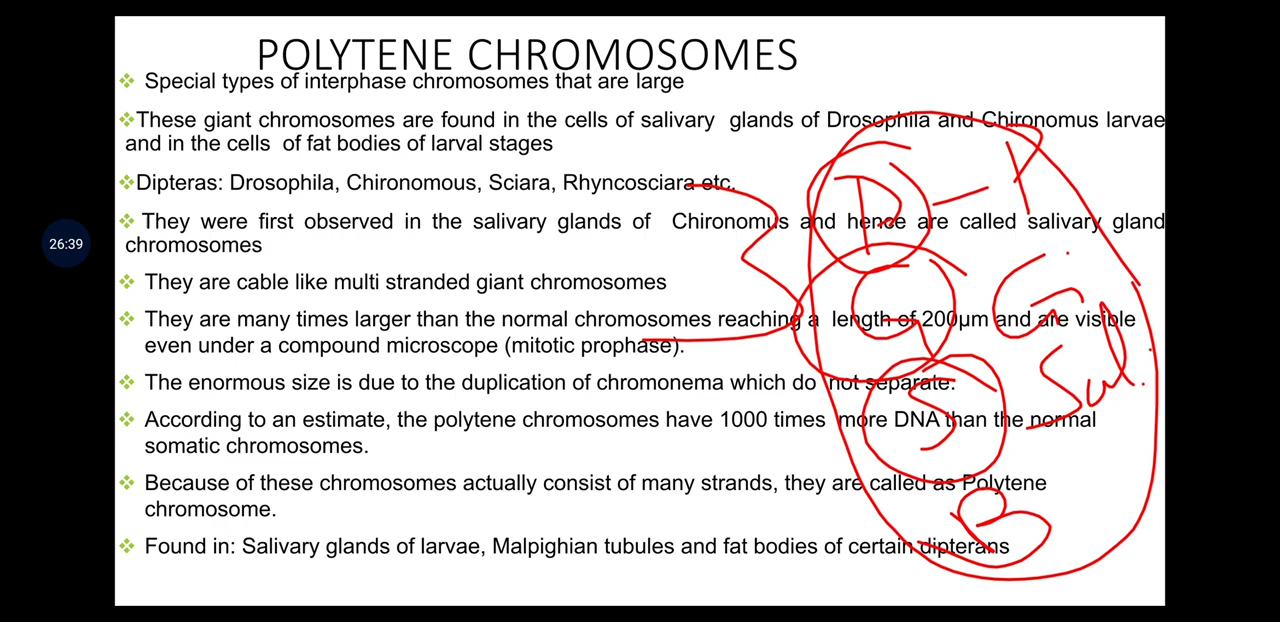 POLYTENE CHROMOSOMES
Special types of interphase chromosomes that are large
These giant chromosomes are found in the cells of salivary glands of Drosophila and Chironomus larvae
and in the cells of fat bodies of larval stages
Dipteras: Drosophila, Chironomous, Sciara, Rhyncosciara etc.
They were first observed in the salivary glands of Chironomus and hence are called salivary gland
chromosomes
26:39
They are cable like multi stranded giant chromosomes
They are many times larger than the normal chromosomes reaching a length of 200µm and are visible
even under a compound microscope (mitotic prophase).
The enormous size is due to the duplication of chromonema which do not separate.
According to an estimate, the polytene chromosomes have 1000 times more DNA than the normal
somatic chromosomes.
Because of these chromosomes actually consist of many strands, they are called as Polytene
chromosome.
Found in: Salivary glands of larvae, Malpighian tubules and fat bodies of certain dipterans
G
S
B